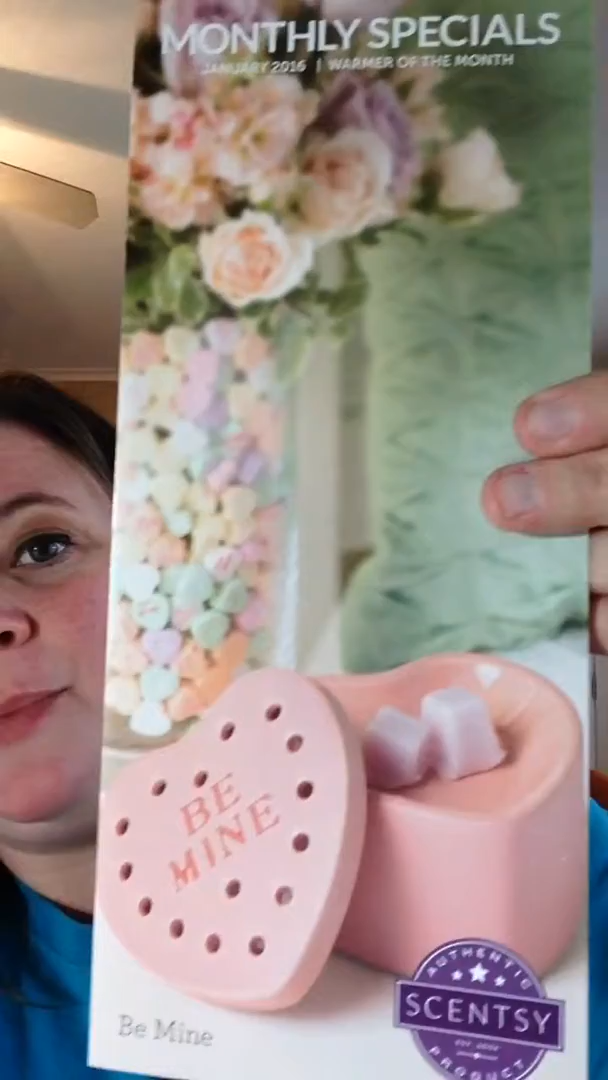 MONTHLY SPECIALS
JANUARY 2016 | WARMER OF THE MONTH
BE
MINE
Be Mine
AUTHENTIC
SCENTSY
PRODUCT